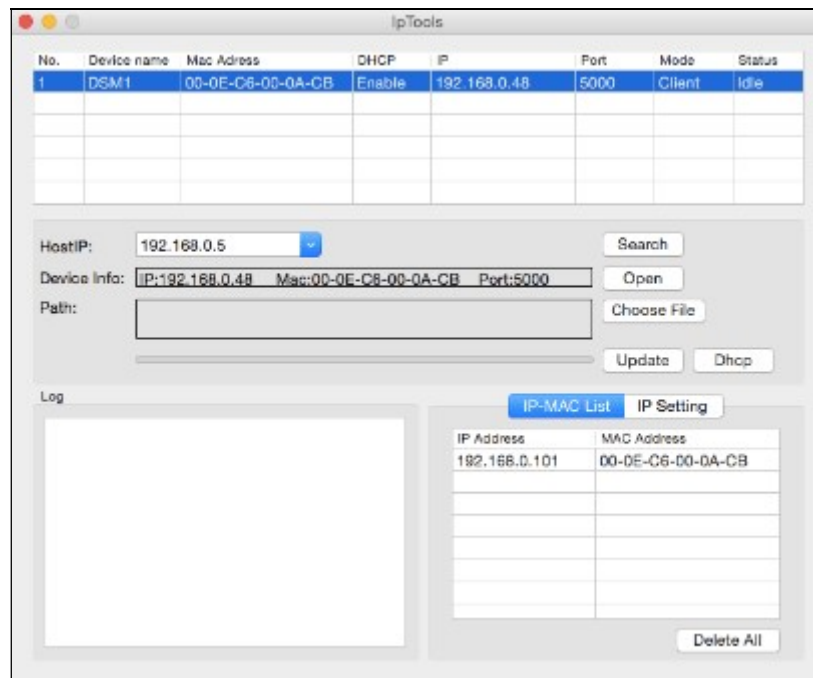 IpTools
No. Device name Mac Adress DHCP IP Port Mode Status
1 DSM1 00-0E-C6-00-0A-CB Enable 192.168.0.48 5000 Client Idle
HostIP: 192.168.0.5 Search
Device Info: IP:192.168.0.48 Mac:00-0E-C6-00-0A-CB Port:5000 Open
Path: Choose File
Update Dhcp
Log
IP-MAC List IP Setting
IP Address MAC Address
192.168.0.101 00-0E-C6-00-0A-CB
Delete All